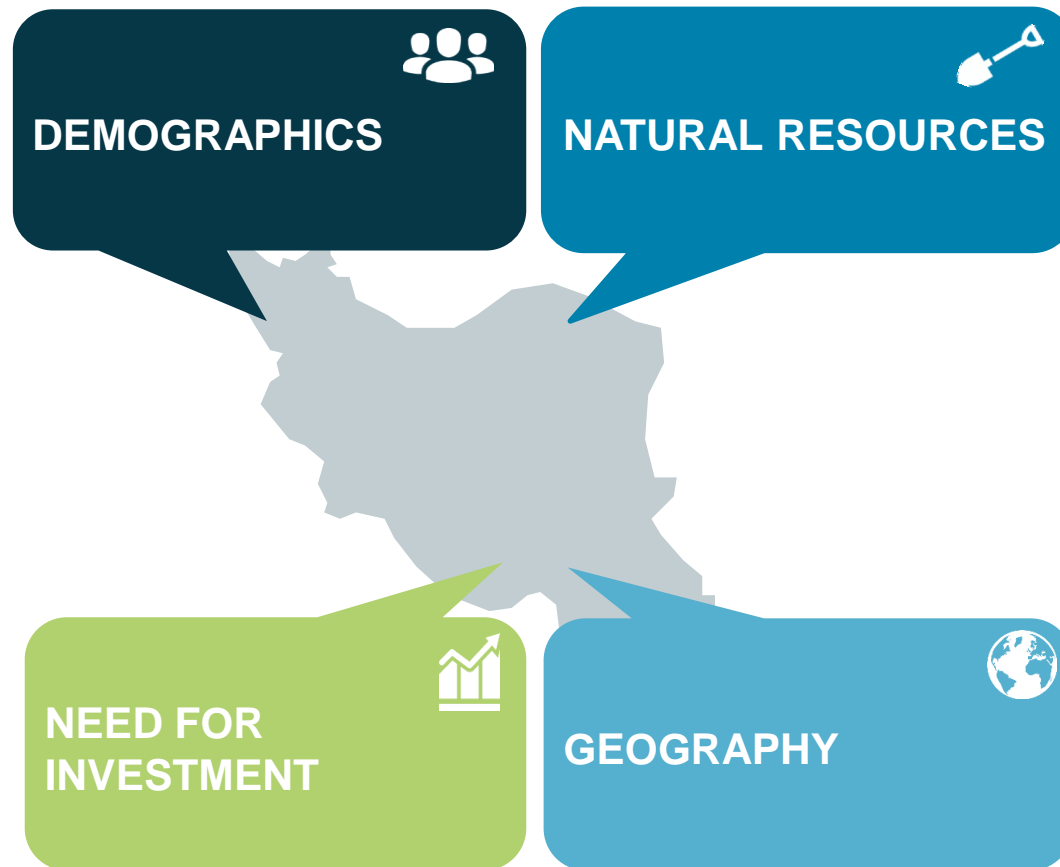 DEMOGRAPHICS
NATURAL RESOURCES
NEED FOR
INVESTMENT
GEOGRAPHY